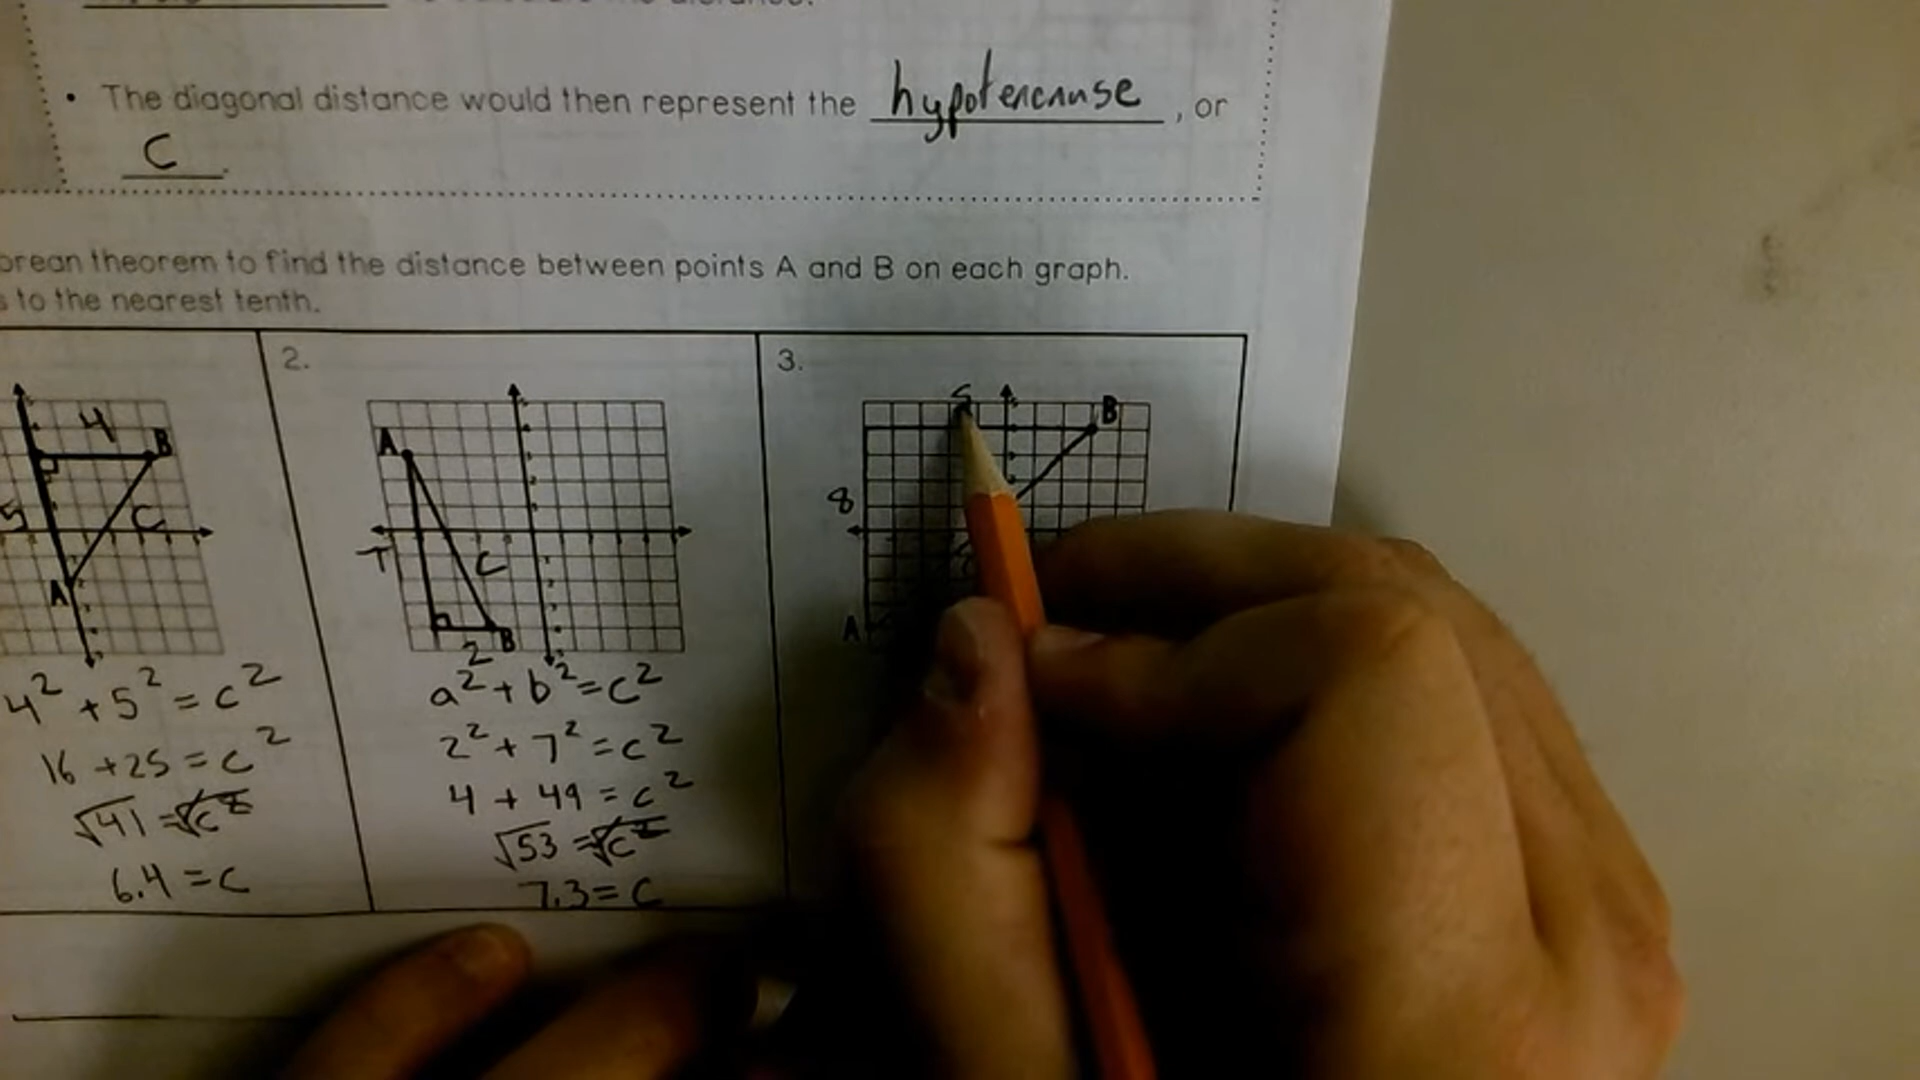 • The diagonal distance would then represent the hypotencnuse, or
C.
orean theorem to find the distance between points A and B on each graph.
s to the nearest tenth.
4
B
5
C
A
4² + 5² = c²
16 + 25 = c²
√41 = √c²
6.4 = c
2.
A
7
C
2
B
a² + b² = c²
2² + 7² = c²
4 + 49 = c²
√53 = √c²
7.3 = c
3.
B
8
A